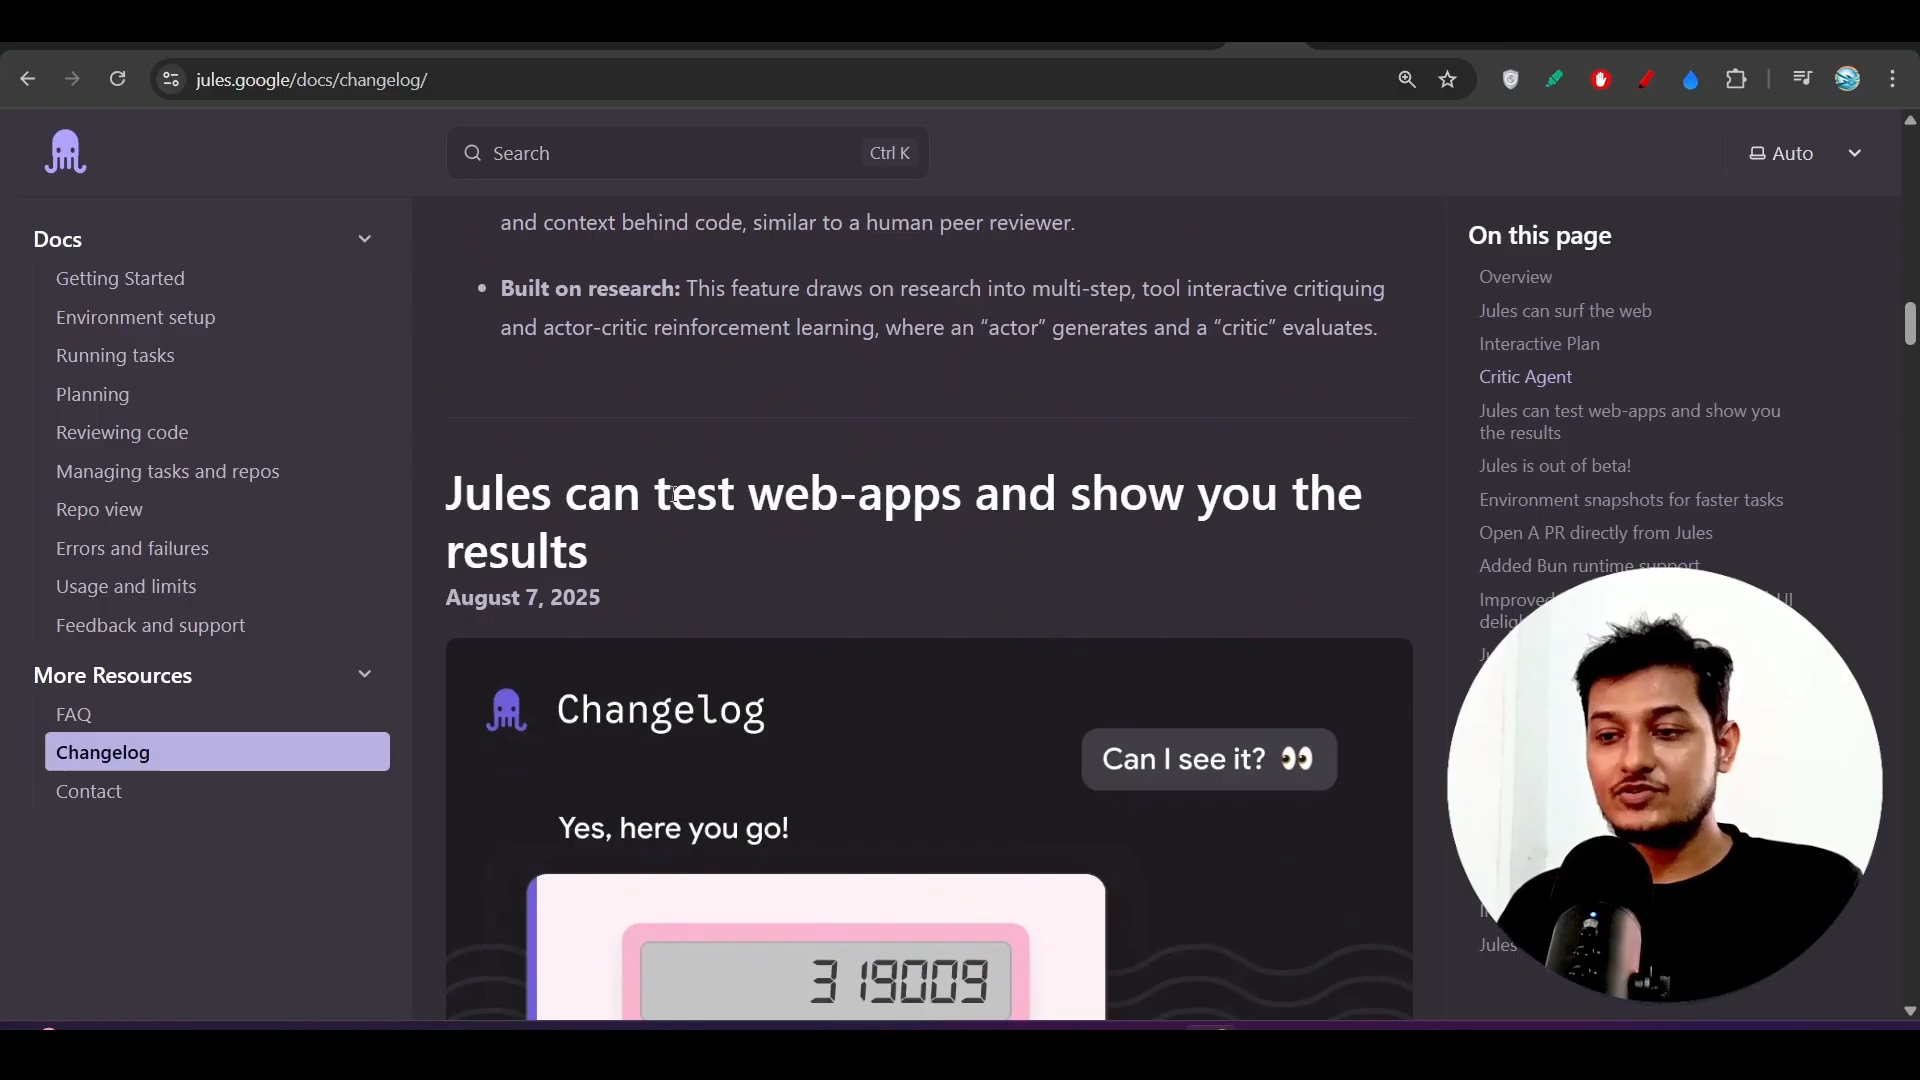 jules.google/docs/changelog/
Search
Ctrl K
Auto
Docs
Getting Started
Environment setup
Running tasks
Planning
Reviewing code
Managing tasks and repos
Repo view
Errors and failures
Usage and limits
Feedback and support
More Resources
FAQ
Changelog
Contact
and context behind code, similar to a human peer reviewer.
• Built on research: This feature draws on research into multi-step, tool interactive critiquing
and actor-critic reinforcement learning, where an “actor” generates and a “critic” evaluates.
Jules can test web-apps and show you the
results
August 7, 2025
Changelog
Can I see it? 👀
Yes, here you go!
319009
On this page
Overview
Jules can surf the web
Interactive Plan
Critic Agent
Jules can test web-apps and show you
the results
Jules is out of beta!
Environment snapshots for faster tasks
Open A PR directly from Jules
Added Bun runtime support
Improved
Jules